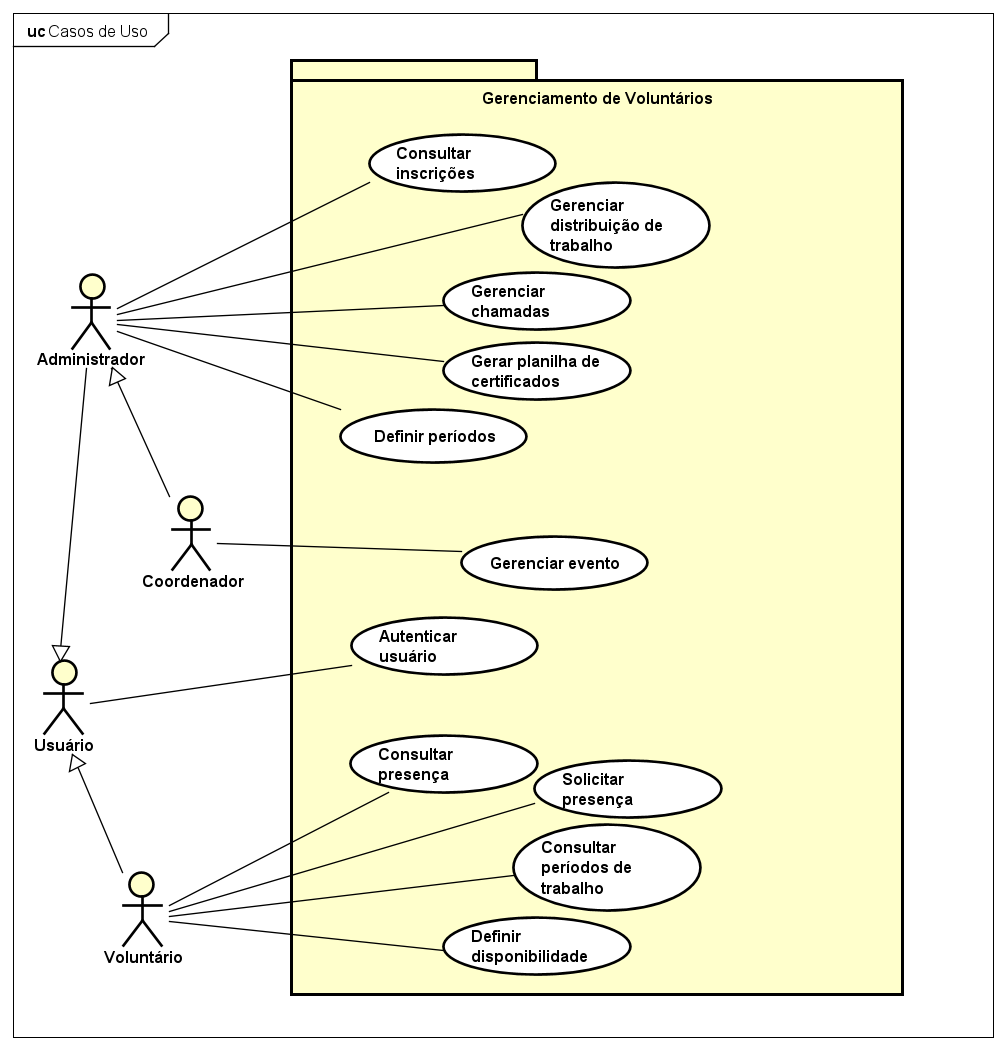 uc Casos de Uso
Gerenciamento de Voluntários
Consultar
inscrições
Gerenciar
distribuição de
trabalho
Gerenciar
chamadas
Administrador
Gerar planilha de
certificados
Definir períodos
Coordenador
Gerenciar evento
Autenticar
usuário
Usuário
Consultar
presença
Solicitar
presença
Consultar
períodos de
trabalho
Voluntário
Definir
disponibilidade